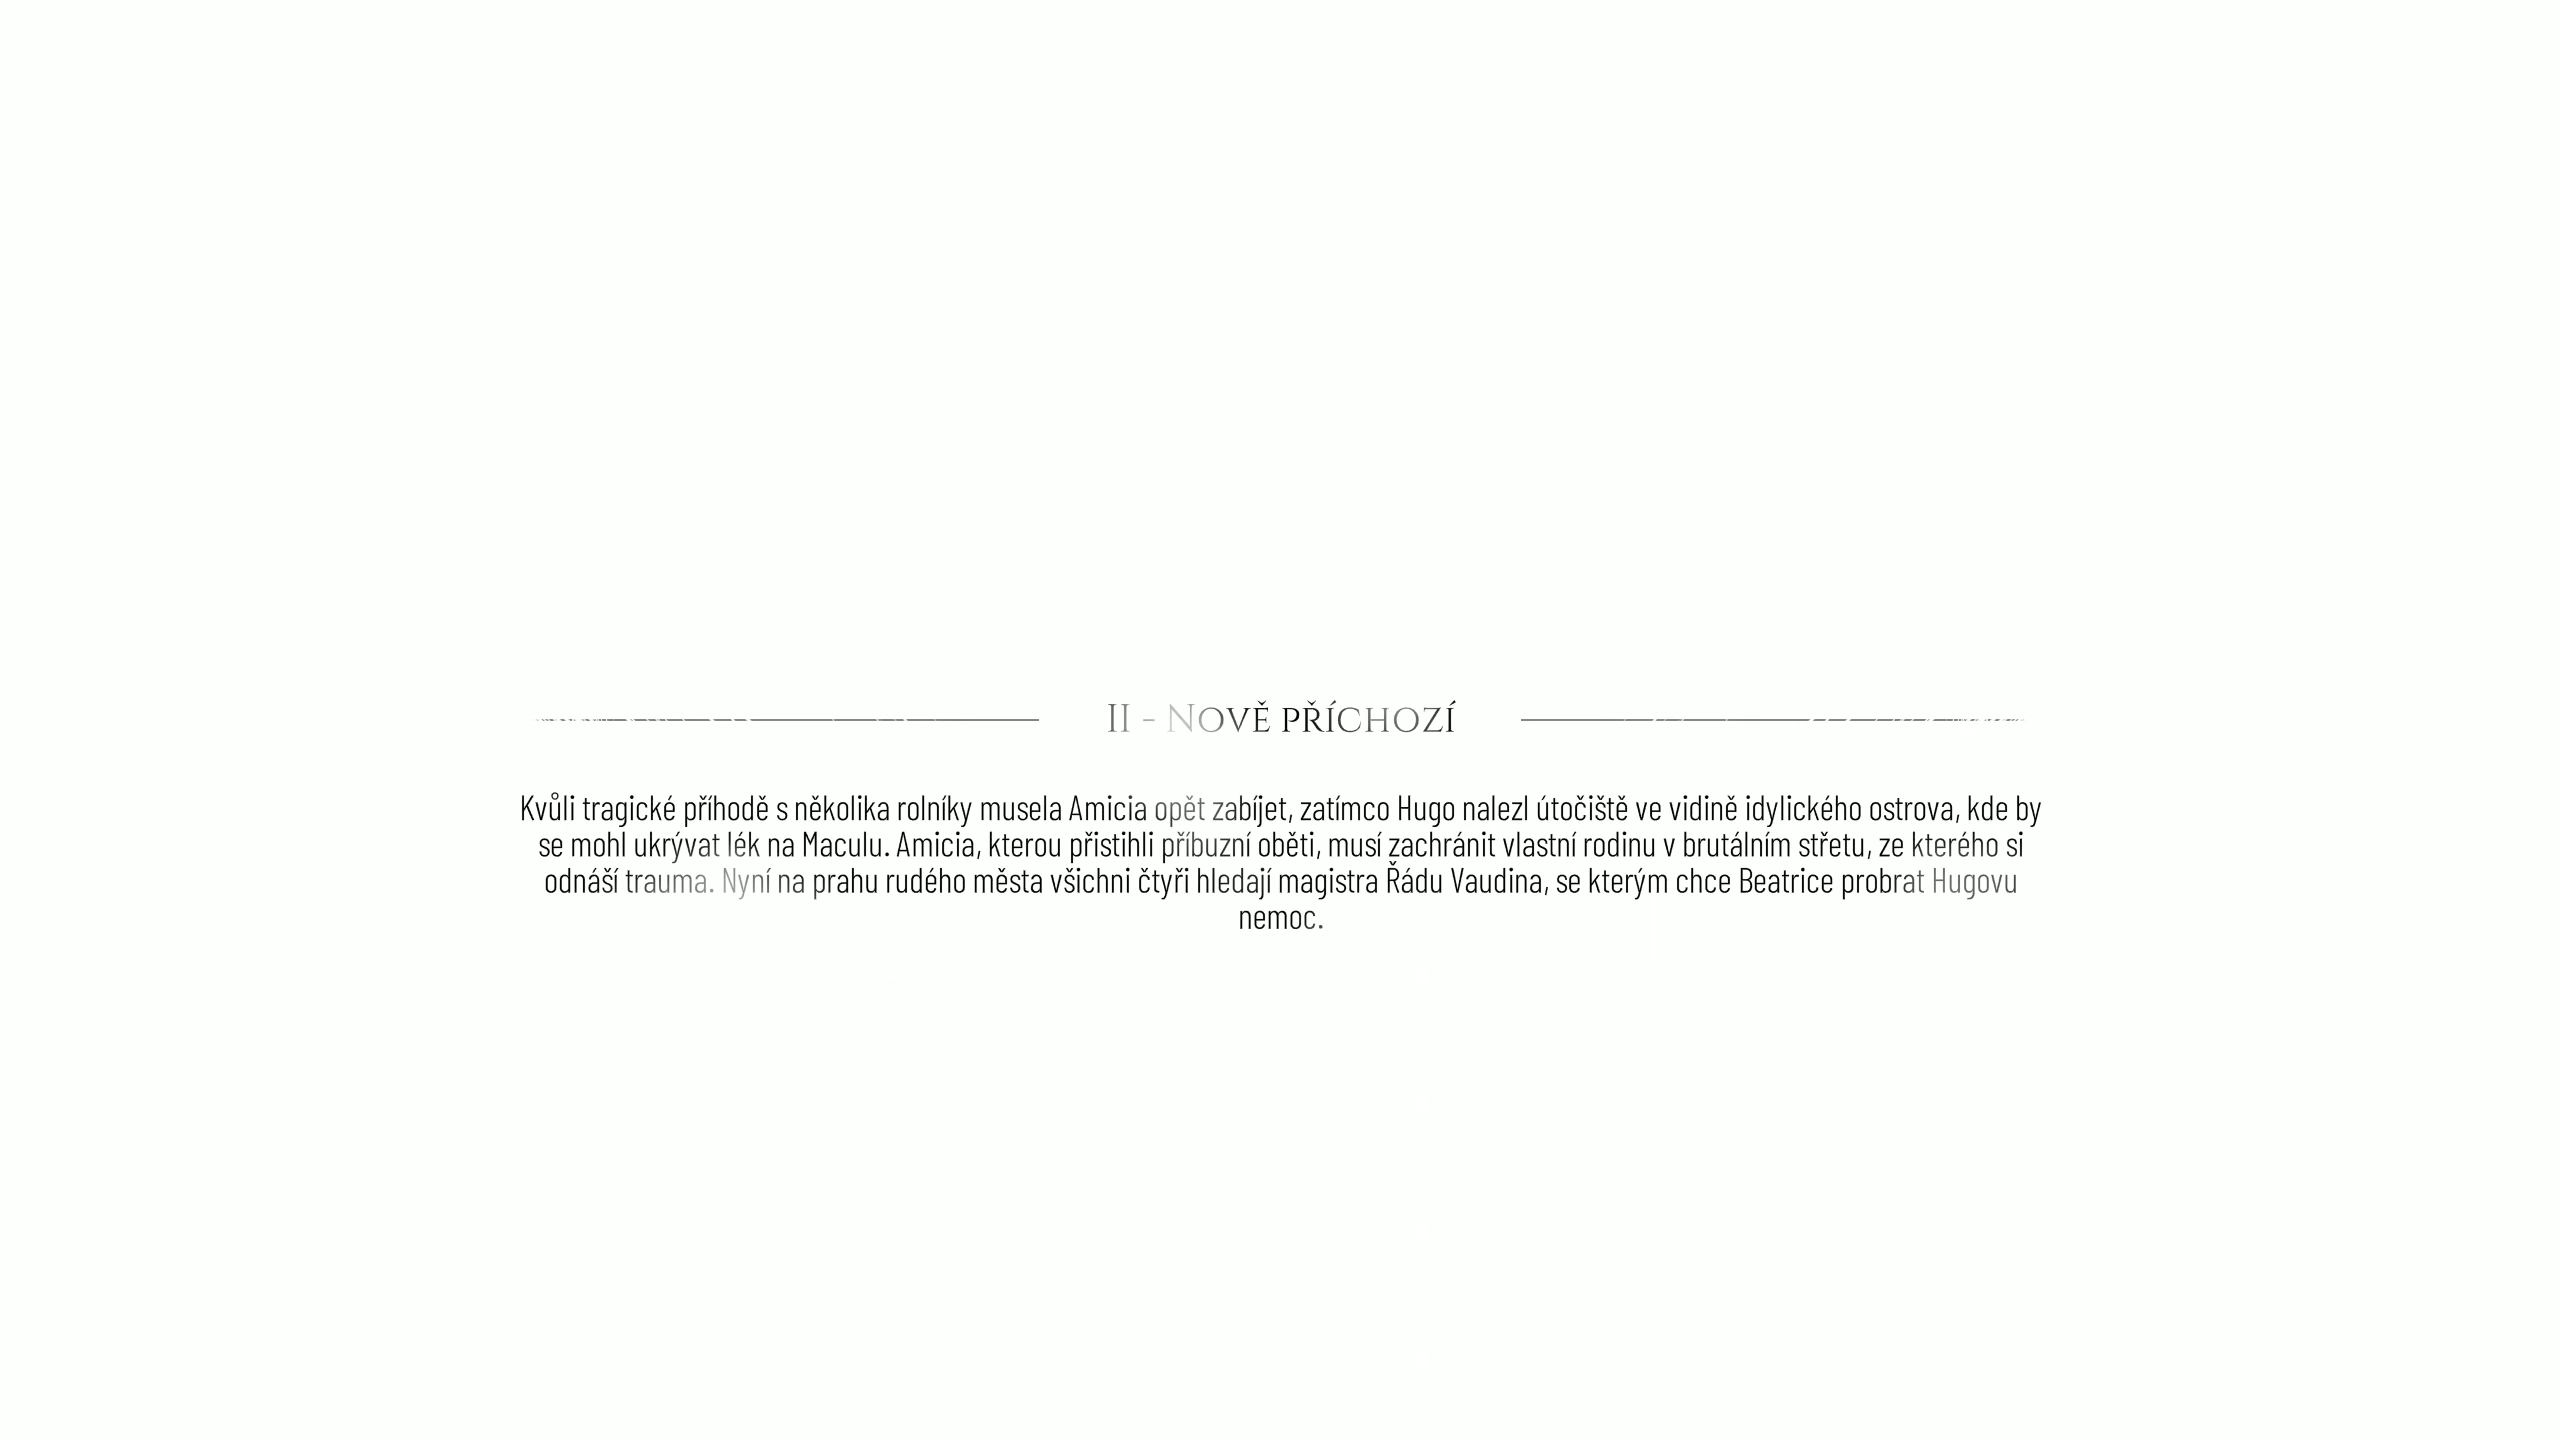 II - Nově příchozí
Kvůli tragické příhodě s několika rolníky musela Amicia opět zabíjet, zatímco Hugo nalezl útočiště ve vidině idylického ostrova, kde by
se mohl ukrývat lék na Maculu. Amicia, kterou přistihli příbuzní oběti, musí zachránit vlastní rodinu v brutálním střetu, ze kterého si
odnáší trauma. Nyní na prahu rudého města všichni čtyři hledají magistra Řádu Vaudina, se kterým chce Beatrice probrat Hugovu
nemoc.